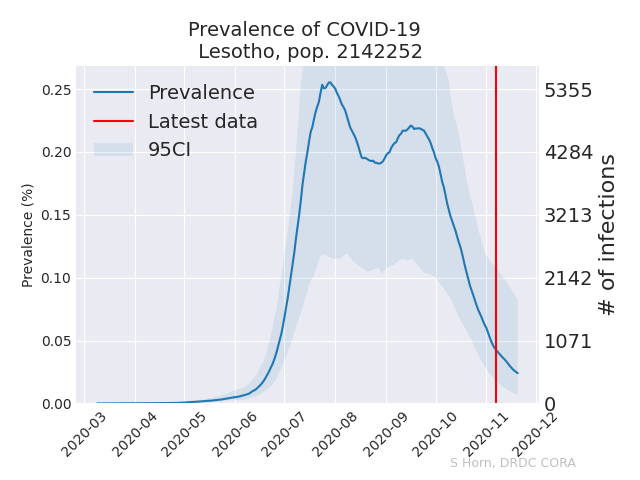 Prevalence of COVID-19
Lesotho, pop. 2142252
Prevalence
Latest data
95CI
Prevalence (%)
0.25
0.20
0.15
0.10
0.05
0.00
5355
4284
3213
2142
1071
0
# of infections
2020-03
2020-04
2020-05
2020-06
2020-07
2020-08
2020-09
2020-10
2020-11
2020-12
S Horn, DRDC CORA